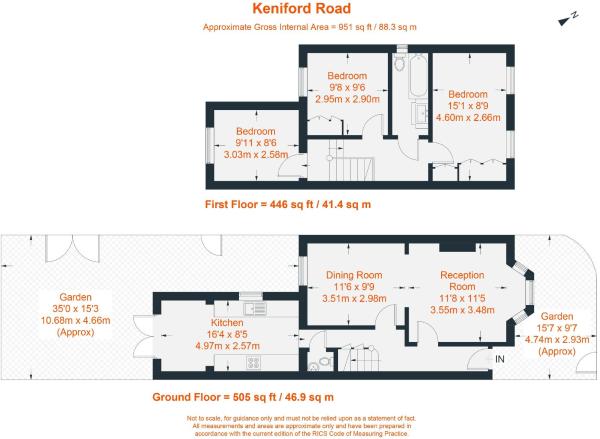 Keniford Road
Approximate Gross Internal Area = 951 sq ft / 88.3 sq m
N
Bedroom
9'8 x 9'6
2.95m x 2.90m
Bedroom
15'1 x 8'9
4.60m x 2.66m
Bedroom
9'11 x 8'6
3.03m x 2.58m
First Floor = 446 sq ft / 41.4 sq m
Garden
35'0 x 15'3
10.68m x 4.66m
(Approx)
Dining Room
11'6 x 9'9
3.51m x 2.98m
Reception
Room
11'8 x 11'5
3.55m x 3.48m
Kitchen
16'4 x 8'5
4.97m x 2.57m
Garden
15'7 x 9'7
4.74m x 2.93m
(Approx)
IN
Ground Floor = 505 sq ft / 46.9 sq m
Not to scale, for guidance only and must not be relied upon as a statement of fact.
All measurements and areas are approximate only and have been prepared in
accordance with the current edition of the RICS Code of Measuring Practice.